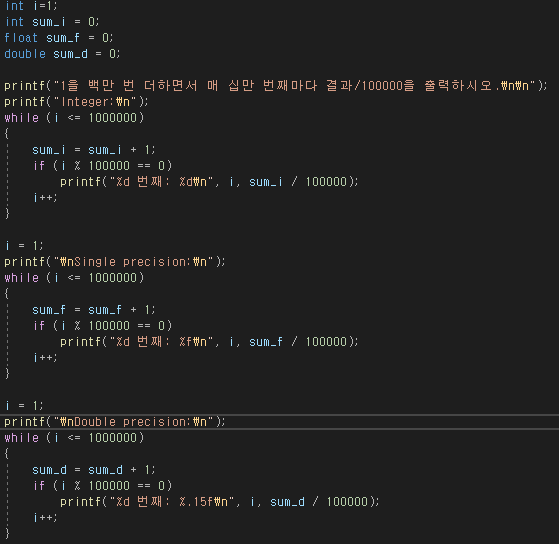 int i=1;
int sum_i = 0;
float sum_f = 0;
double sum_d = 0;
printf("1을 백만 번 더하면서 매 십만 번째마다 결과/100000을 출력하시오.₩n₩n");
printf("Integer:₩n");
while (i <= 1000000)
{
sum_i = sum_i + 1;
if (i % 100000 == 0)
printf("%d 번째: %d₩n", i, sum_i / 100000);
i++;
}
i = 1;
printf("₩nSingle precision:₩n");
while (i <= 1000000)
{
sum_f = sum_f + 1;
if (i % 100000 == 0)
printf("%d 번째: %f₩n", i, sum_f / 100000);
i++;
}
i = 1;
printf("₩nDouble precision:₩n");
while (i <= 1000000)
{
sum_d = sum_d + 1;
if (i % 100000 == 0)
printf("%d 번째: %.15f₩n", i, sum_d / 100000);
i++;
}